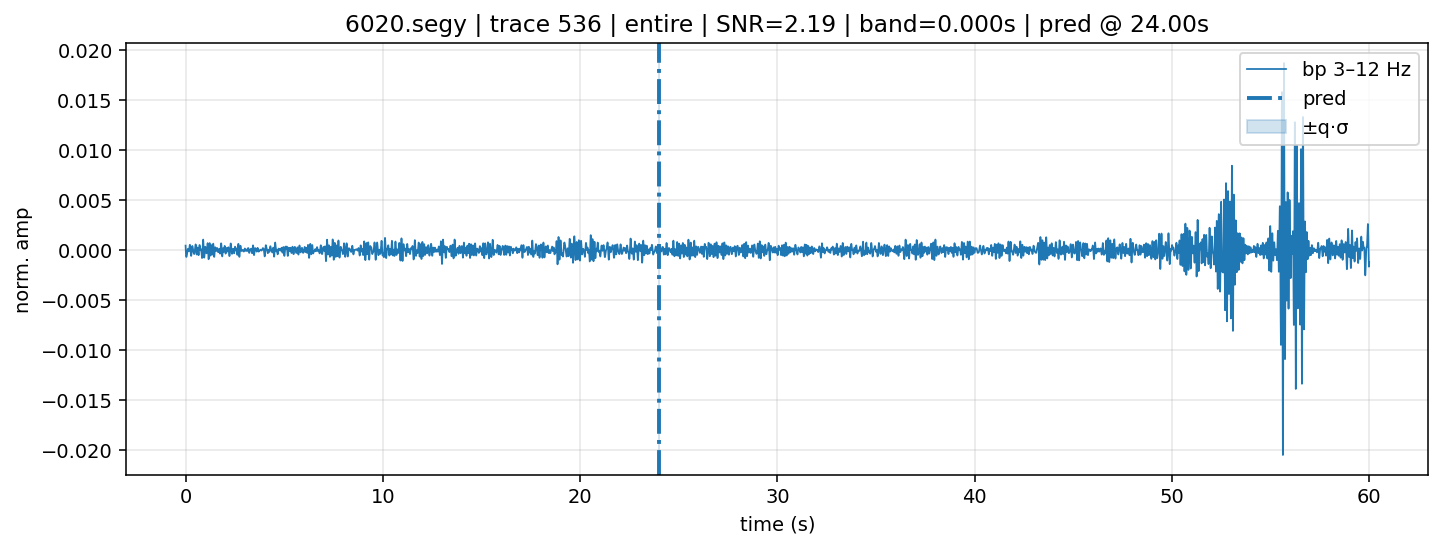 6020.segy | trace 536 | entire | SNR=2.19 | band=0.000s | pred @ 24.00s
bp 3–12 Hz
pred
±q·σ
norm. amp
0.020
0.015
0.010
0.005
0.000
−0.005
−0.010
−0.015
−0.020
0 10 20 30 40 50 60
time (s)